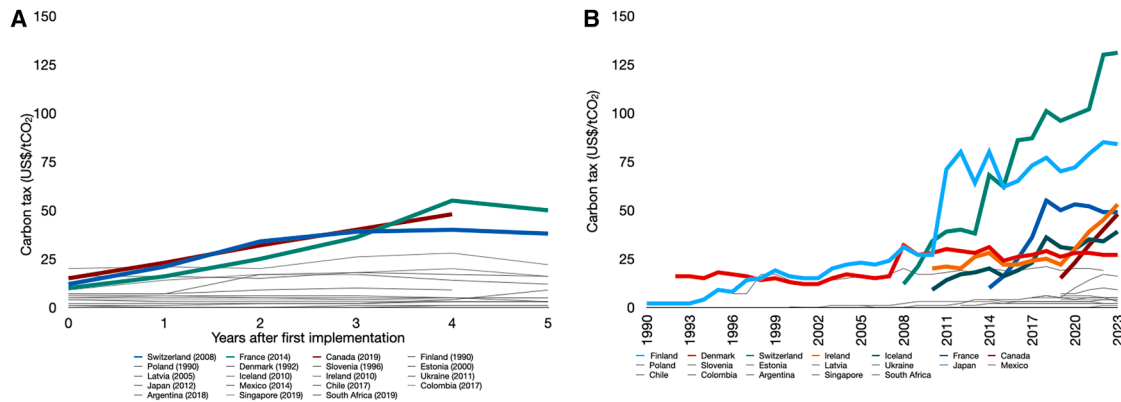 A
150
125
100
75
50
25
0
Carbon tax (US$/tCO₂)
0 1 2 3 4 5
Years after first implementation
Switzerland (2008) France (2014) Canada (2019) Finland (1990)
Poland (1990) Denmark (1992) Slovenia (1996) Estonia (2000)
Latvia (2005) Iceland (2010) Ireland (2010) Ukraine (2011)
Japan (2012) Mexico (2014) Chile (2017) Colombia (2017)
Argentina (2018) Singapore (2019) South Africa (2019)
B
150
125
100
75
50
25
0
Carbon tax (US$/tCO₂)
1990 1993 1996 1999 2002 2005 2008 2011 2014 2017 2020 2023
Finland Denmark Switzerland Ireland Iceland France Canada
Poland Slovenia Estonia Latvia Ukraine Japan Mexico
Chile Colombia Argentina Singapore South Africa